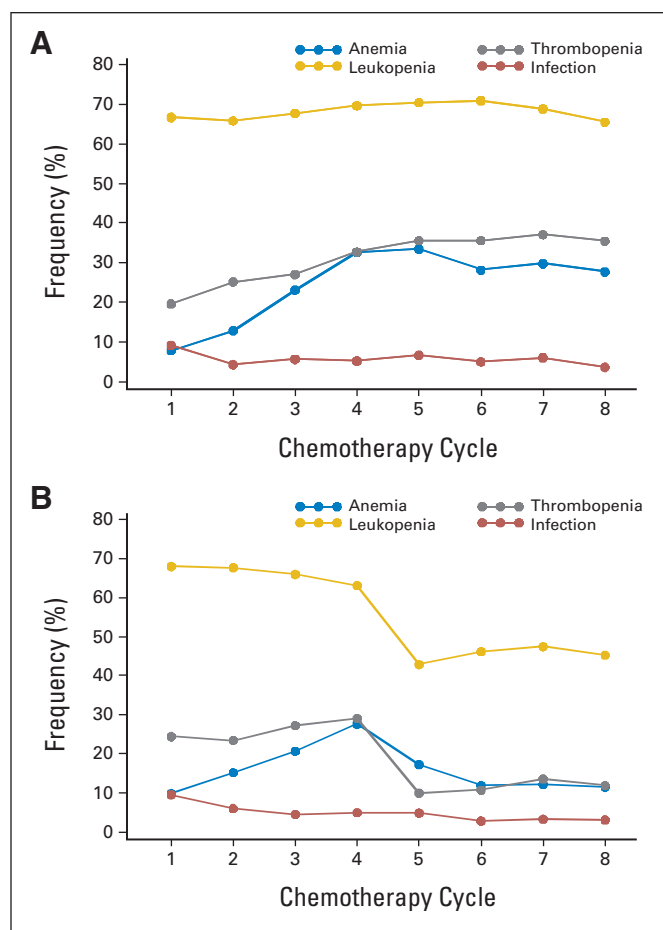 A
Anemia Thrombopenia
Leukopenia Infection
80
70
60
50
40
30
20
10
0
Frequency (%)
1 2 3 4 5 6 7 8
Chemotherapy Cycle
B
Anemia Thrombopenia
Leukopenia Infection
80
70
60
50
40
30
20
10
0
Frequency (%)
1 2 3 4 5 6 7 8
Chemotherapy Cycle